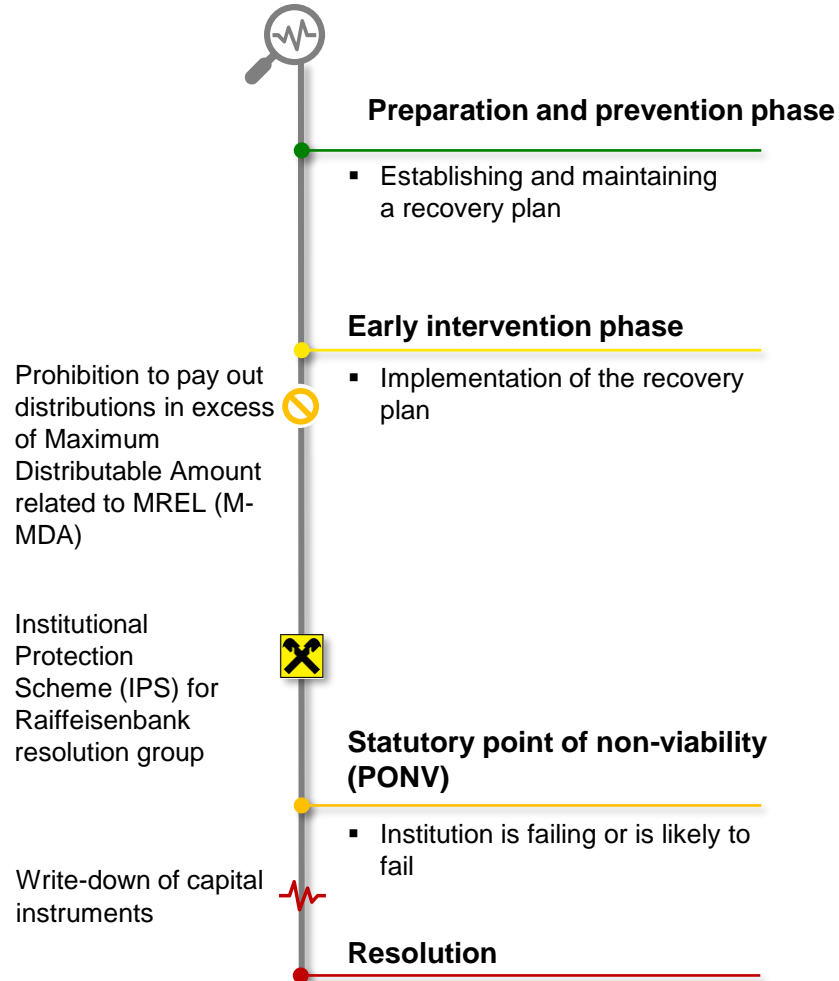 Preparation and prevention phase
▪ Establishing and maintaining
a recovery plan
Early intervention phase
▪ Implementation of the recovery
plan
Prohibition to pay out
distributions in excess
of Maximum
Distributable Amount
related to MREL (M-
MDA)
Institutional
Protection
Scheme (IPS) for
Raiffeisenbank
resolution group
Statutory point of non-viability
(PONV)
▪ Institution is failing or is likely to
fail
Write-down of capital
instruments
Resolution